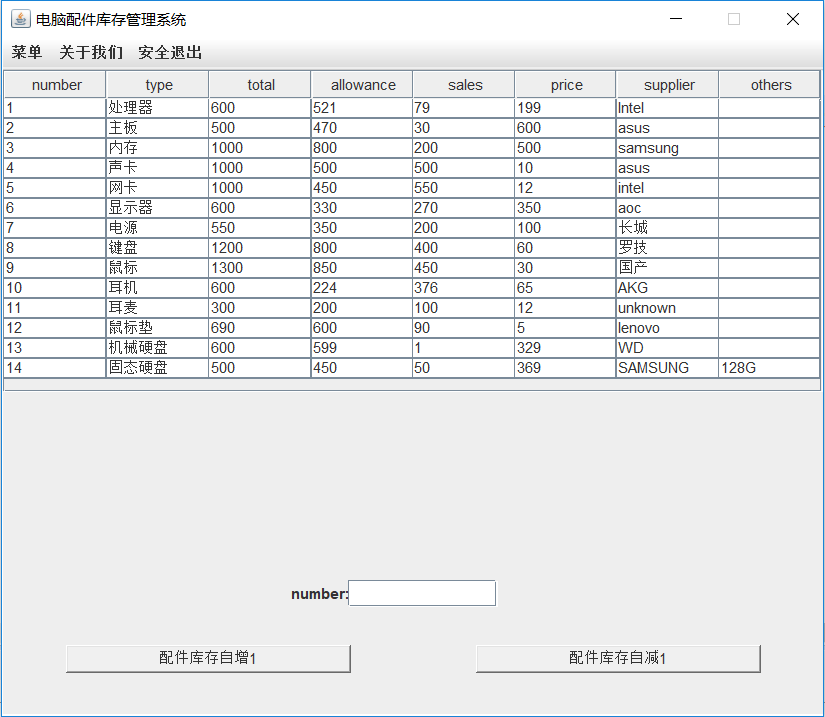 电脑配件库存管理系统
菜单 关于我们 安全退出
number type total allowance sales price supplier others
1 处理器 600 521 79 199 Intel
2 主板 500 470 30 600 asus
3 内存 1000 800 200 500 samsung
4 声卡 1000 500 500 10 asus
5 网卡 1000 450 550 12 intel
6 显示器 600 330 270 350 aoc
7 电源 550 350 200 100 长城
8 键盘 1200 800 400 60 罗技
9 鼠标 1300 850 450 30 国产
10 耳机 600 224 376 65 AKG
11 耳麦 300 200 100 12 unknown
12 鼠标垫 690 600 90 5 lenovo
13 机械硬盘 600 599 1 329 WD
14 固态硬盘 500 450 50 369 SAMSUNG 128G
number:
配件库存自增1 配件库存自减1